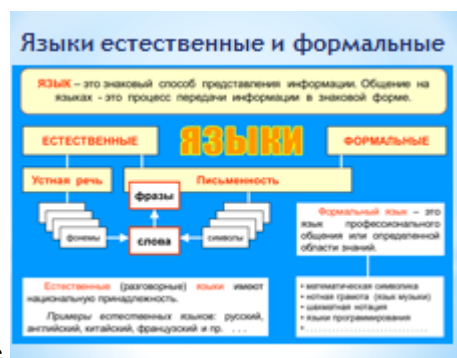 Языки естественные и формальные
ЯЗЫК – это знаковый способ представления информации. Общение на
языках - это процесс передачи информации в знаковой форме.
ЕСТЕСТВЕННЫЕ
ЯЗЫКИ
ФОРМАЛЬНЫЕ
Устная речь
Письменность
фразы
фонемы
слова
символы
Формальный язык – это
язык профессионального
общения или определенной
области знаний.
Естественные (разговорные) языки имеют
национальную принадлежность.
Примеры естественных языков: русский,
английский, китайский, французский и пр. . . .
• математическая символика
• нотная грамота (язык музыки)
• шахматная нотация
• языки программирования
• . . . . . . . . . . . . . . . . . . . . . . . .